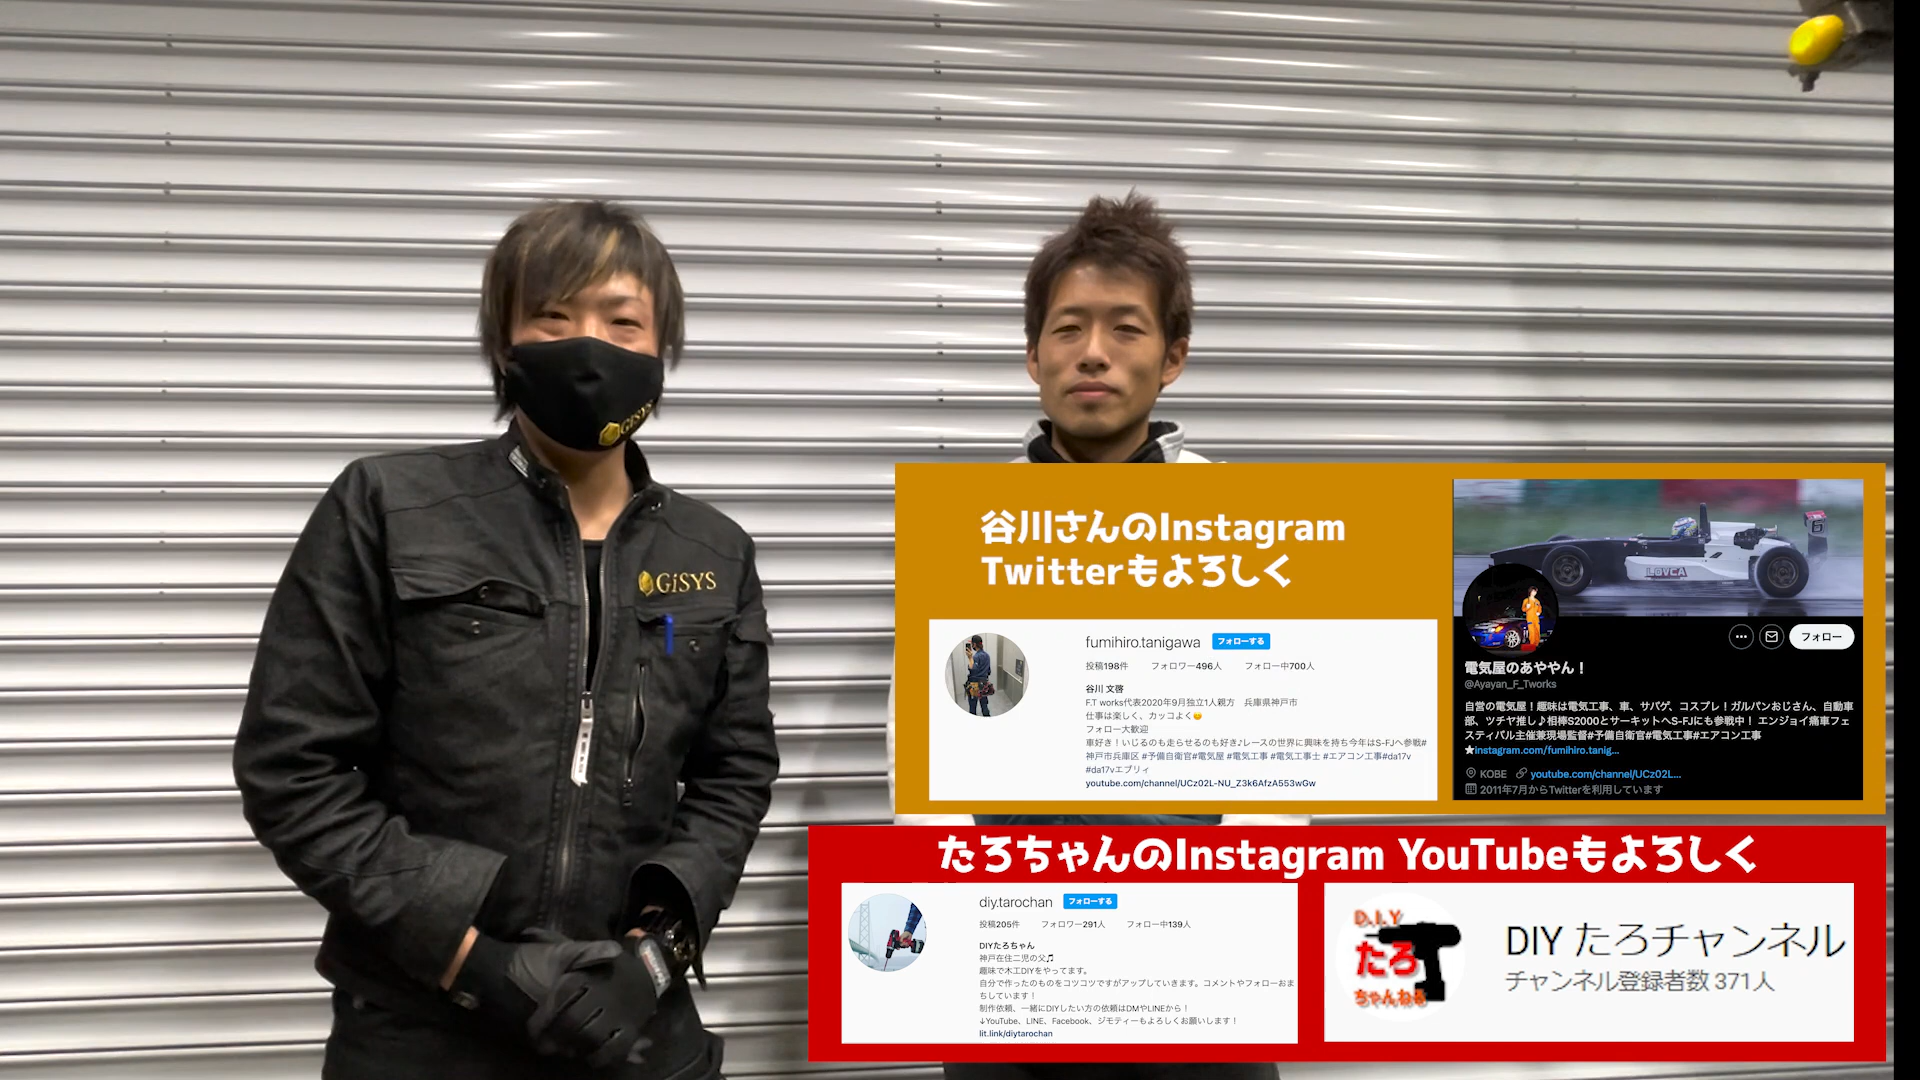 GiSYS
GiSYS
谷川さんのInstagram
Twitterもよろしく
fumihiro.tanigawa フォローする
投稿198件 フォロワー496人 フォロー中700人
谷川 文啓
F.T works代表2020年9月独立1人親方 兵庫県神戸市
仕事は楽しく、カッコよく😊
フォロー大歓迎
車好き！いじるのも走らせるのも好き♪レースの世界に興味を持ち今年はS-FJへ参戦#
神戸市兵庫区 #予備自衛官#電気屋 #電気工事 #電気工事士 #エアコン工事#da17v
#da17vエブリィ
youtube.com/channel/UCz02L-NU_Z3k6AfzA553wGw
LOVCA
6
フォロー
電気屋のあややん！
@Ayayan_F_Tworks
自営の電気屋！趣味は電気工事、車、サバゲ、コスプレ！ガルパンおじさん、自動車
部、ツチヤ推し♪相棒S2000とサーキットへS-FJにも参戦中！ エンジョイ痛車フェ
スティバル主催兼現場監督#予備自衛官#電気工事#エアコン工事
★instagram.com/fumihiro.tanig...
KOBE youtube.com/channel/UCz02L...
2011年7月からTwitterを利用しています
たろちゃんのInstagram YouTubeもよろしく
diy.tarochan フォローする
投稿205件 フォロワー291人 フォロー中139人
DIYたろちゃん
神戸在住二児の父♫
趣味で木工DIYをやってます。
自分で作ったのものをコツコツですがアップしていきます。コメントやフォローおま
ちしています！
制作依頼、一緒にDIYしたい方の依頼はDMやLINEから！
↓YouTube、LINE、Facebook、ジモティーもよろしくお願いします！
lit.link/diytarochan
D.I.Y
たろ
ちゃんねる
DIY たろチャンネル
チャンネル登録者数 371人